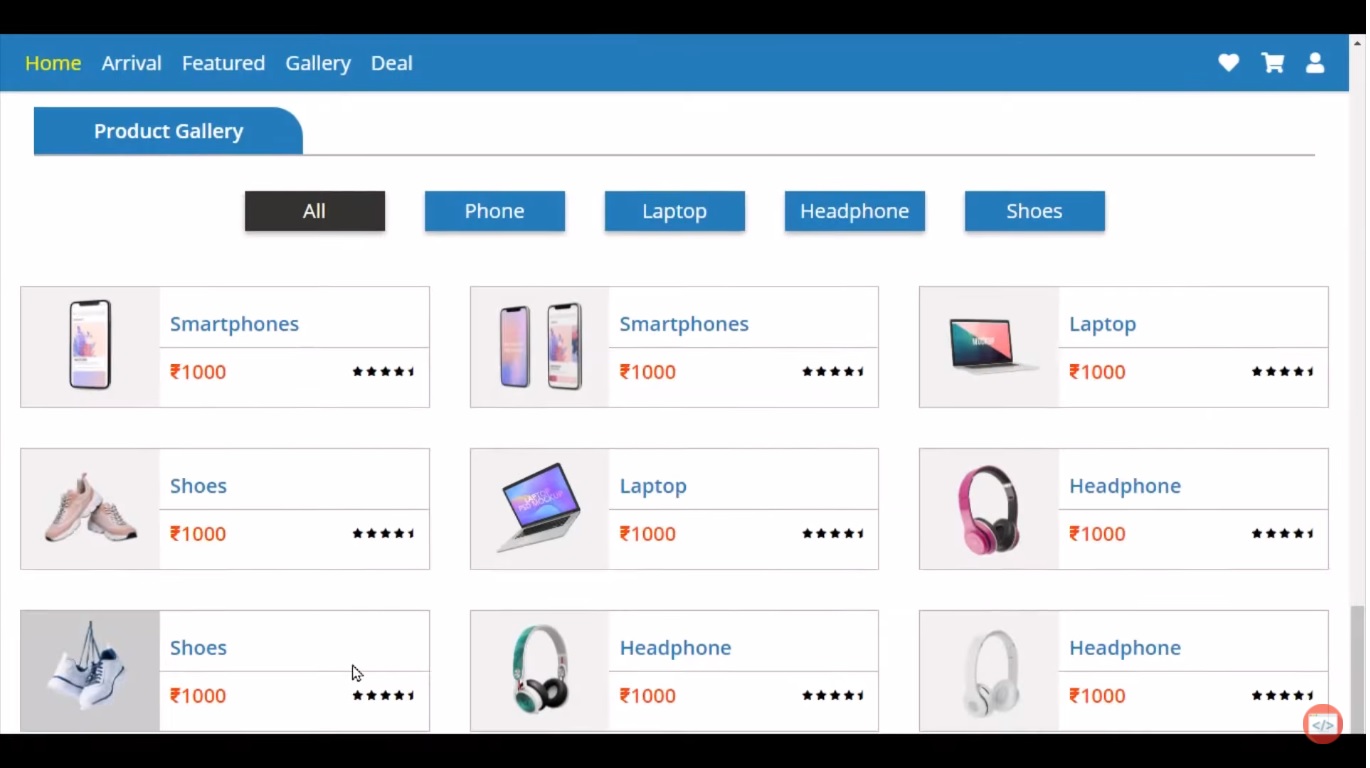 Home Arrival Featured Gallery Deal
Product Gallery
All Phone Laptop Headphone Shoes
Smartphones
₹1000
Smartphones
₹1000
Laptop
₹1000
Shoes
₹1000
Laptop
₹1000
Headphone
₹1000
Shoes
₹1000
Headphone
₹1000
Headphone
₹1000